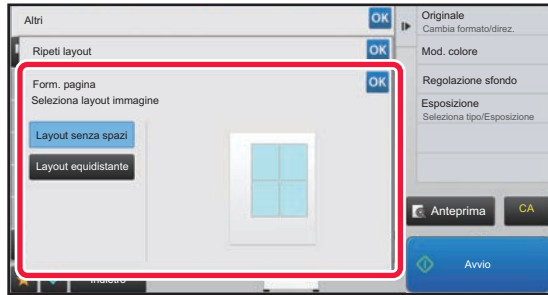 Altri
OK
Ripeti layout
OK
Form. pagina
OK
Seleziona layout immagine
Layout senza spazi
Layout equidistante
Indietro
Originale
Cambia formato/direz.
Mod. colore
Regolazione sfondo
Esposizione
Seleziona tipo/Esposizione
Anteprima
CA
Avvio